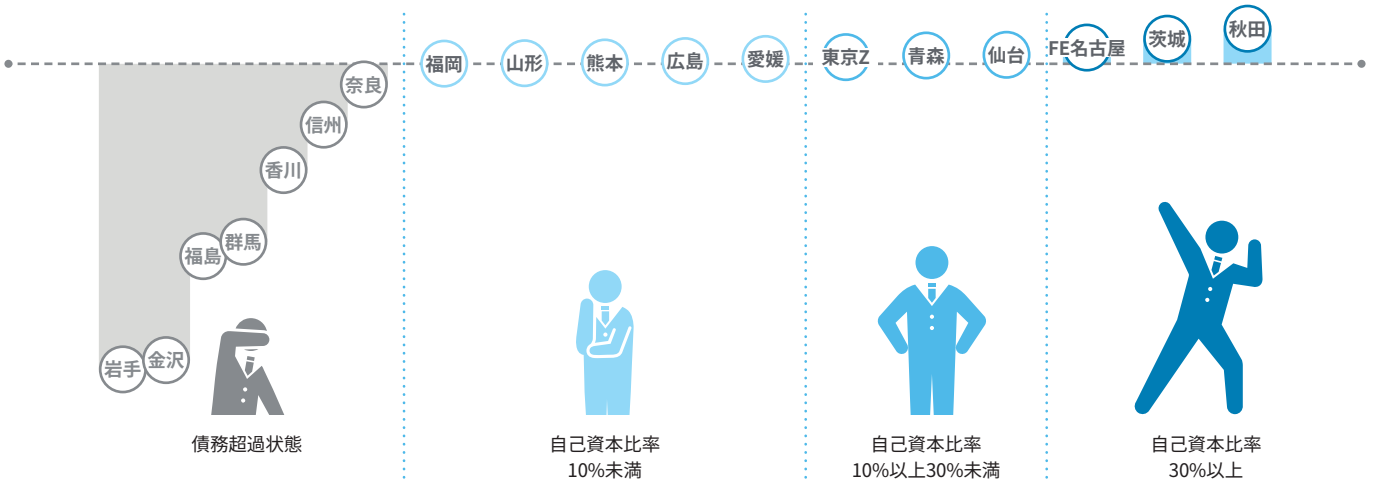 岩手
金沢
福島
群馬
香川
信州
奈良
福岡
山形
熊本
広島
愛媛
東京Z
青森
仙台
FE名古屋
茨城
秋田
債務超過状態
自己資本比率
10%未満
自己資本比率
10%以上30%未満
自己資本比率
30%以上